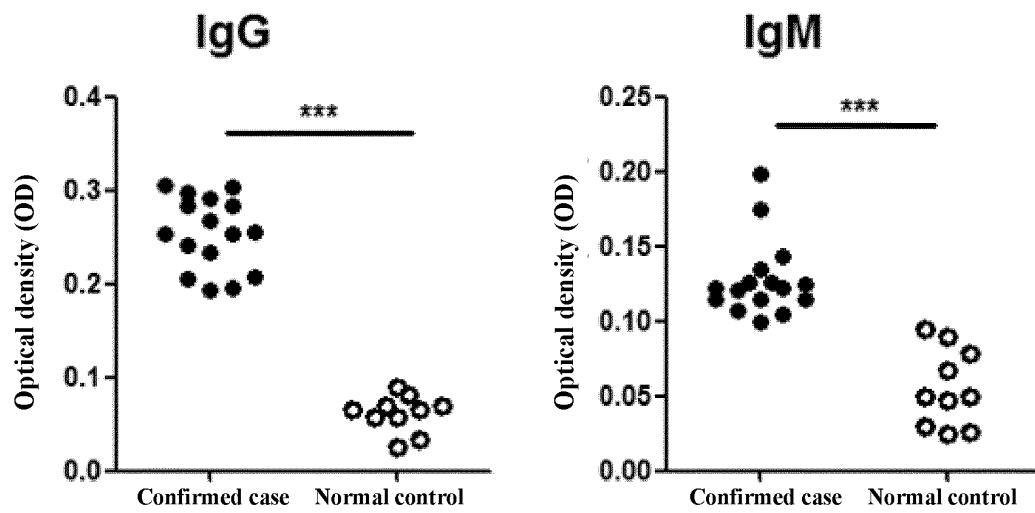 IgG
Optical density (OD)
0.4
0.3
0.2
0.1
0.0
***
Confirmed case
Normal control
IgM
Optical density (OD)
0.25
0.20
0.15
0.10
0.05
0.00
***
Confirmed case
Normal control